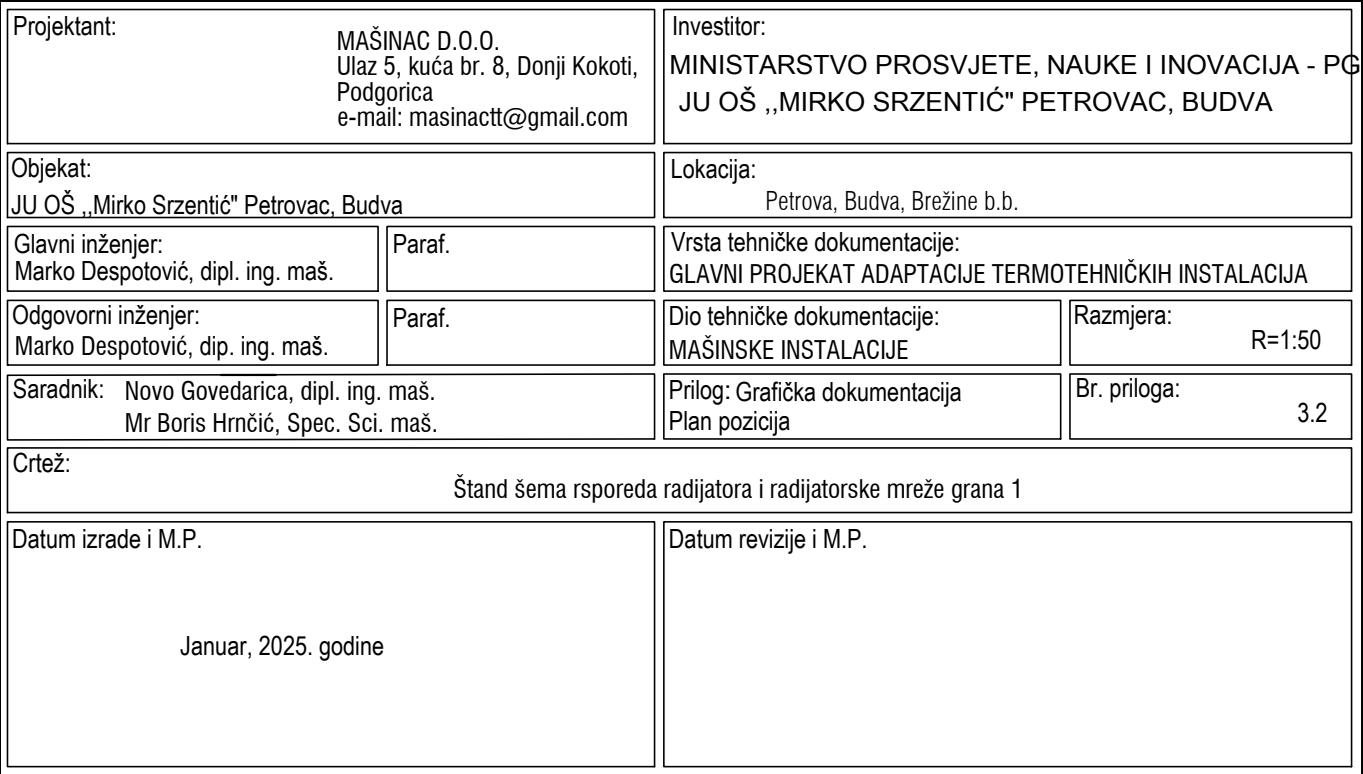 Projektant:
MAŠINAC D.O.O.
Ulaz 5, kuća br. 8, Donji Kokoti,
Podgorica
e-mail: masinactt@gmail.com
Investitor:
MINISTARSTVO PROSVJETE, NAUKE I INOVACIJA - PG
JU OŠ ,,MIRKO SRZENTIĆ" PETROVAC, BUDVA
Objekat:
JU OŠ ,,Mirko Srzentić" Petrovac, Budva
Lokacija:
Petrova, Budva, Brežine b.b.
Glavni inženjer:
Marko Despotović, dipl. ing. maš.
Paraf.
Vrsta tehničke dokumentacije:
GLAVNI PROJEKAT ADAPTACIJE TERMOTEHNIČKIH INSTALACIJA
Odgovorni inženjer:
Marko Despotović, dip. ing. maš.
Paraf.
Dio tehničke dokumentacije:
MAŠINSKE INSTALACIJE
Razmjera:
R=1:50
Saradnik: Novo Govedarica, dipl. ing. maš.
Mr Boris Hrnčić, Spec. Sci. maš.
Prilog: Grafička dokumentacija
Plan pozicija
Br. priloga:
3.2
Crtež:
Štand šema rsporeda radijatora i radijatorske mreže grana 1
Datum izrade i M.P.
Januar, 2025. godine
Datum revizije i M.P.